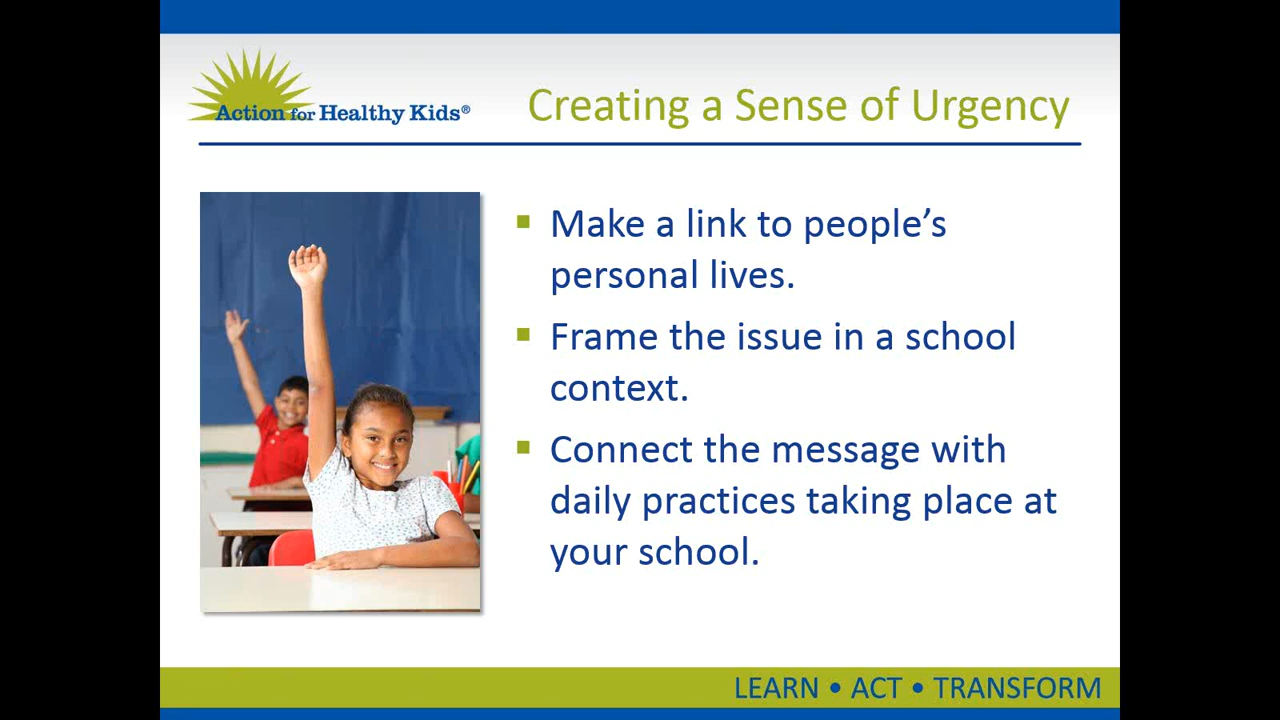 Action for Healthy Kids®
Creating a Sense of Urgency
▪ Make a link to people’s
personal lives.
▪ Frame the issue in a school
context.
▪ Connect the message with
daily practices taking place at
your school.
LEARN • ACT • TRANSFORM